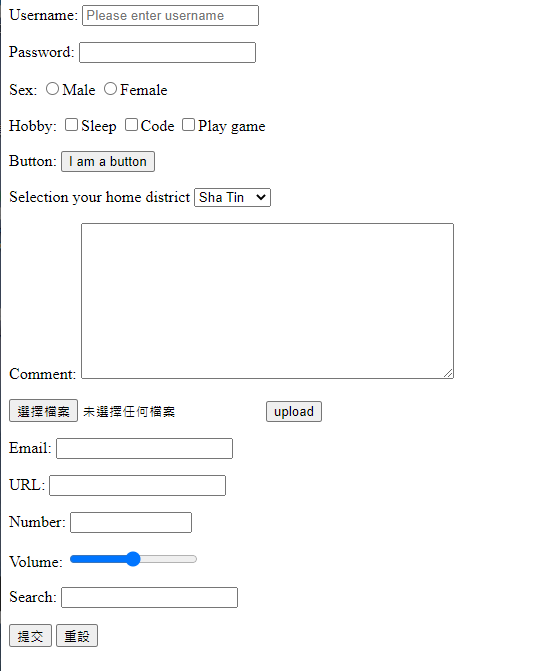 Username: Please enter username
Password:
Sex: Male Female
Hobby: Sleep Code Play game
Button: I am a button
Selection your home district Sha Tin
Comment:
選擇檔案 未選擇任何檔案 upload
Email:
URL:
Number:
Volume:
Search:
提交 重設